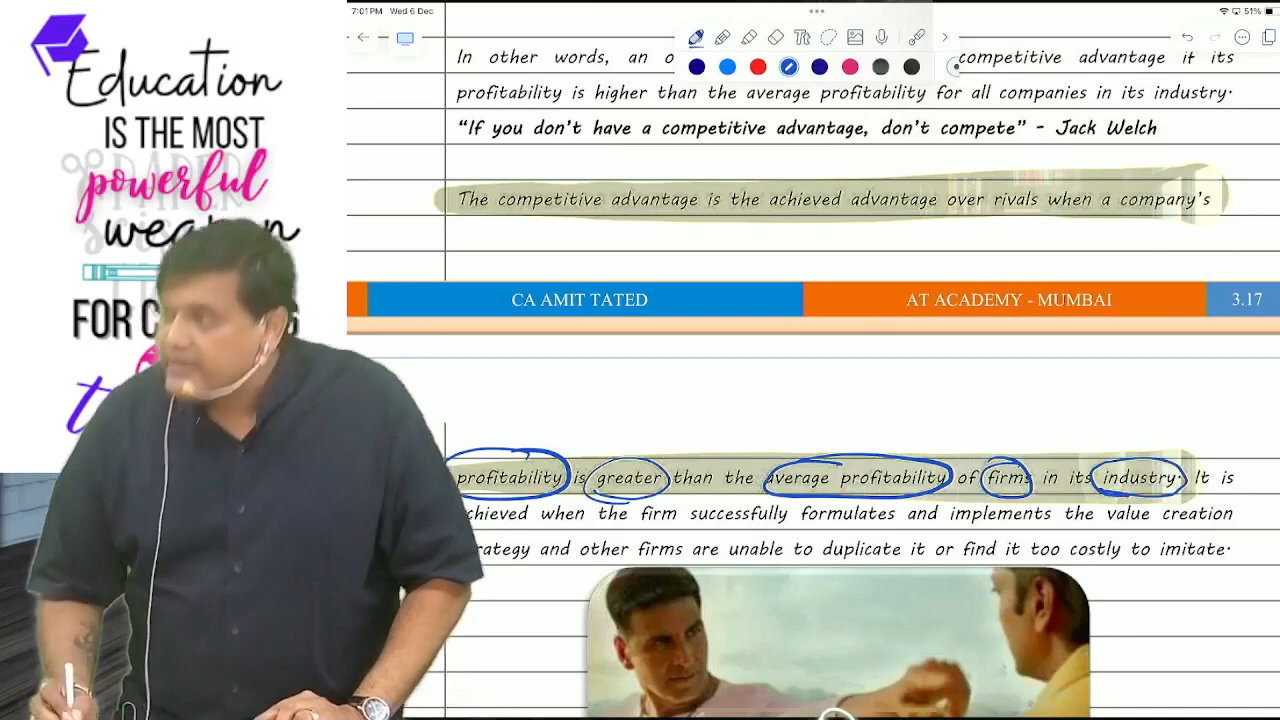 7:01PM Wed 6 Dec
51%
Education
IS THE MOST
powerful
weapon
FOR
In other words, an
competitive advantage if its
profitability is higher than the average profitability for all companies in its industry.
“If you don’t have a competitive advantage, don’t compete” - Jack Welch
The competitive advantage is the achieved advantage over rivals when a company’s
CA AMIT TATED
AT ACADEMY - MUMBAI
3.17
profitability is greater than the average profitability of firms in its industry. It is
achieved when the firm successfully formulates and implements the value creation
strategy and other firms are unable to duplicate it or find it too costly to imitate.